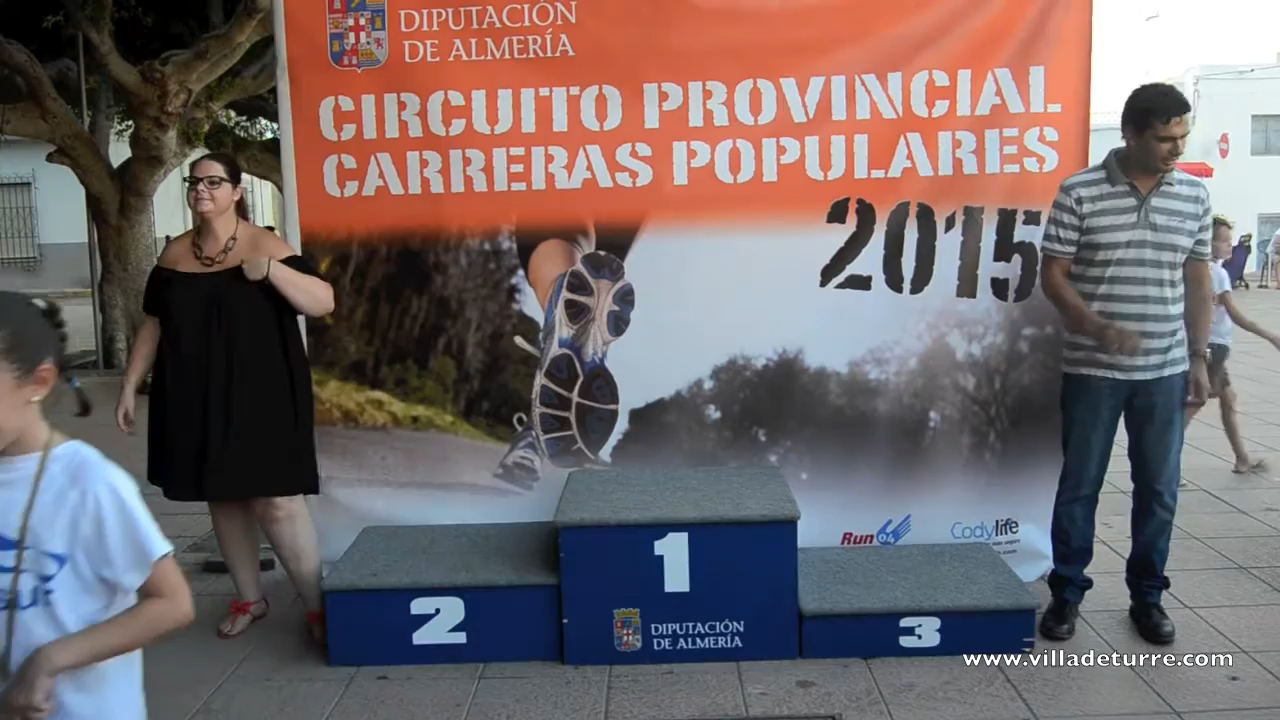 DIPUTACIÓN
DE ALMERÍA
CIRCUITO PROVINCIAL
CARRERAS POPULARES
2015
Run 04
Codylife
1
2
3
DIPUTACIÓN
DE ALMERÍA
www.villadeturre.com